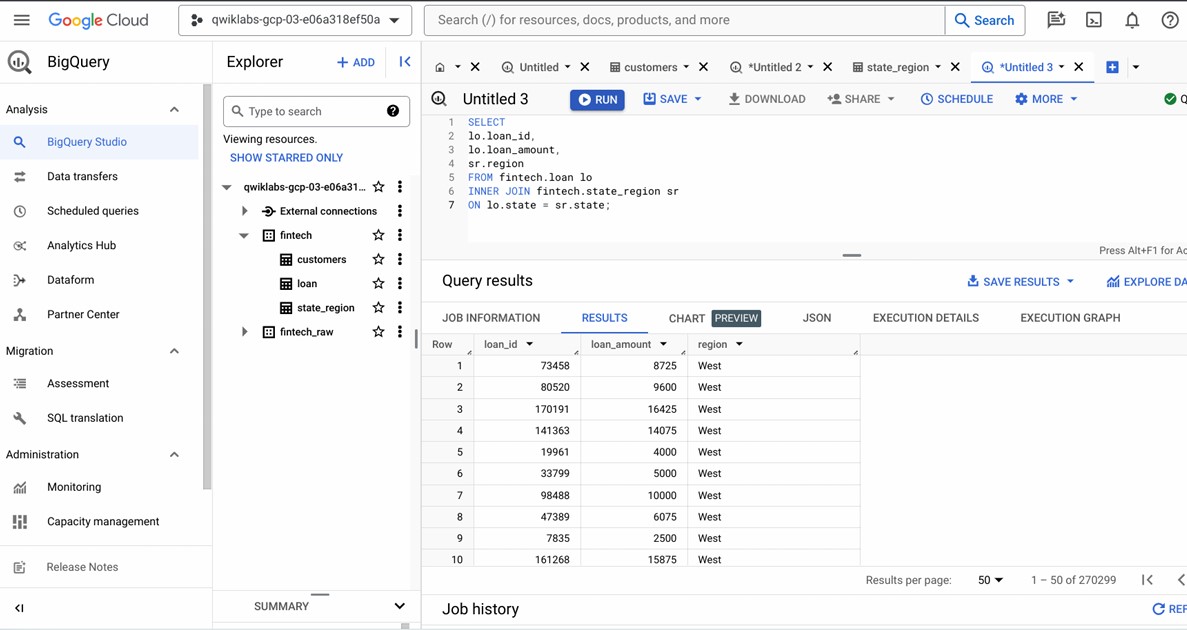 Google Cloud
qwiklabs-gcp-03-e06a318ef50a
Search (/) for resources, docs, products, and more
Search
BigQuery
Analysis
BigQuery Studio
Data transfers
Scheduled queries
Analytics Hub
Dataform
Partner Center
Migration
Assessment
SQL translation
Administration
Monitoring
Capacity management
Release Notes
Explorer
+ ADD
Type to search
Viewing resources.
SHOW STARRED ONLY
qwiklabs-gcp-03-e06a31...
External connections
fintech
customers
loan
state_region
fintech_raw
SUMMARY
Untitled
customers
*Untitled 2
state_region
*Untitled 3
Untitled 3
RUN
SAVE
DOWNLOAD
SHARE
SCHEDULE
MORE
Q
1 SELECT
2 lo.loan_id,
3 lo.loan_amount,
4 sr.region
5 FROM fintech.loan lo
6 INNER JOIN fintech.state_region sr
7 ON lo.state = sr.state;
Press Alt+F1 for Ac
Query results
SAVE RESULTS
EXPLORE DA
JOB INFORMATION
RESULTS
CHART PREVIEW
JSON
EXECUTION DETAILS
EXECUTION GRAPH
Row loan_id loan_amount region
1 73458 8725 West
2 80520 9600 West
3 170191 16425 West
4 141363 14075 West
5 19961 4000 West
6 33799 5000 West
7 98488 10000 West
8 47389 6075 West
9 7835 2500 West
10 161268 15875 West
Results per page: 50 1 – 50 of 270299
Job history
REF